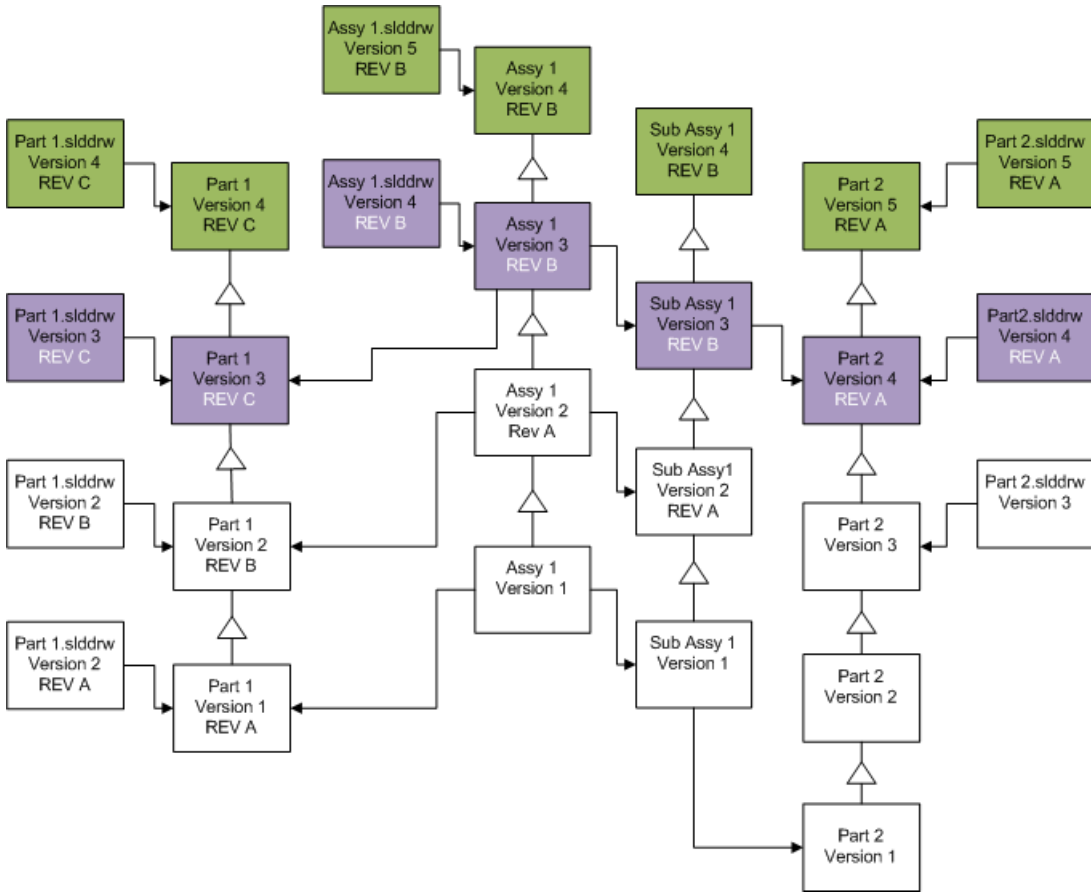 Assy 1.slddrw
Version 5
REV B
Assy 1
Version 4
REV B
Part 1.slddrw
Version 4
REV C
Part 1
Version 4
REV C
Assy 1.slddrw
Version 4
REV B
Assy 1
Version 3
REV B
Sub Assy 1
Version 4
REV B
Part 2
Version 5
REV A
Part 2.slddrw
Version 5
REV A
Part 1.slddrw
Version 3
REV C
Part 1
Version 3
REV C
Sub Assy 1
Version 3
REV B
Part 2
Version 4
REV A
Part2.slddrw
Version 4
REV A
Assy 1
Version 2
Rev A
Part 1.slddrw
Version 2
REV B
Part 1
Version 2
REV B
Sub Assy1
Version 2
REV A
Part 2
Version 3
Part 2.slddrw
Version 3
Assy 1
Version 1
Part 1.slddrw
Version 2
REV A
Part 1
Version 1
REV A
Sub Assy 1
Version 1
Part 2
Version 2
Part 2
Version 1